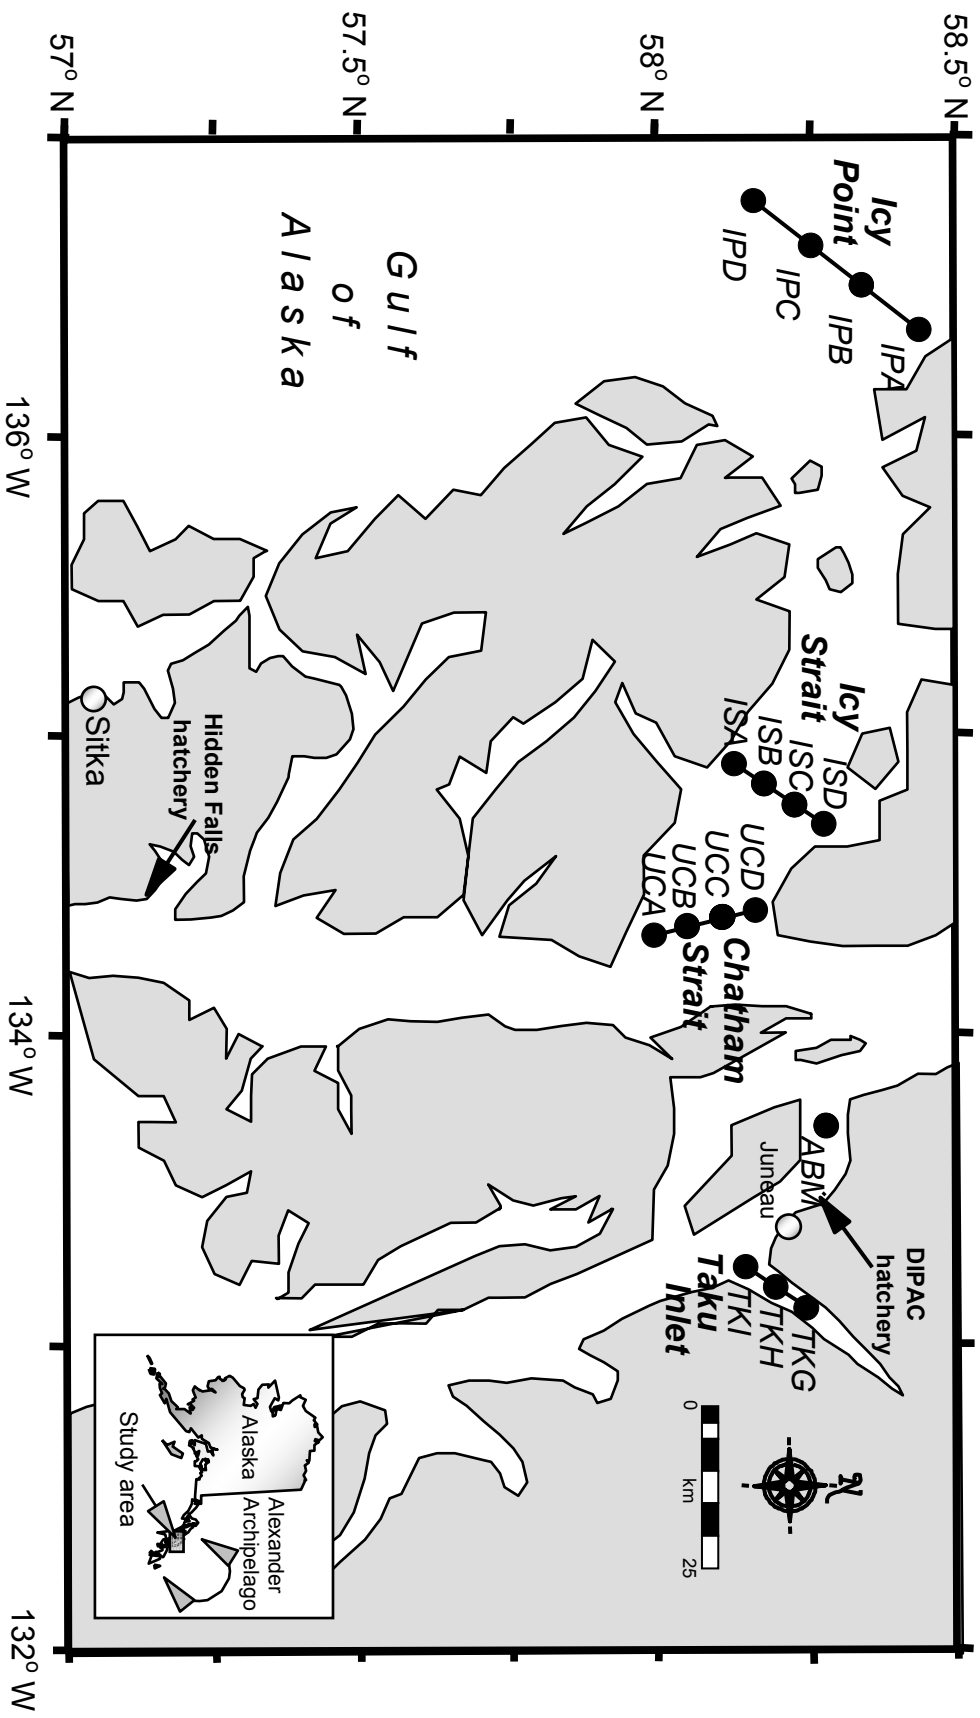 58.5° N
58° N
57.5° N
57° N
136° W
134° W
132° W
Icy
Point
IPA
IPB
IPC
IPD
Gulf
of
Alaska
Icy
Strait
ISD
ISC
ISB
ISA
UCD
UCC
UCB
UCA
Chatham
Strait
ABM
Juneau
DIPAC
hatchery
TKG
TKH
TKI
Taku
Inlet
Sitka
Hidden Falls
hatchery
N
0
km
25
Alaska
Alexander
Archipelago
Study area